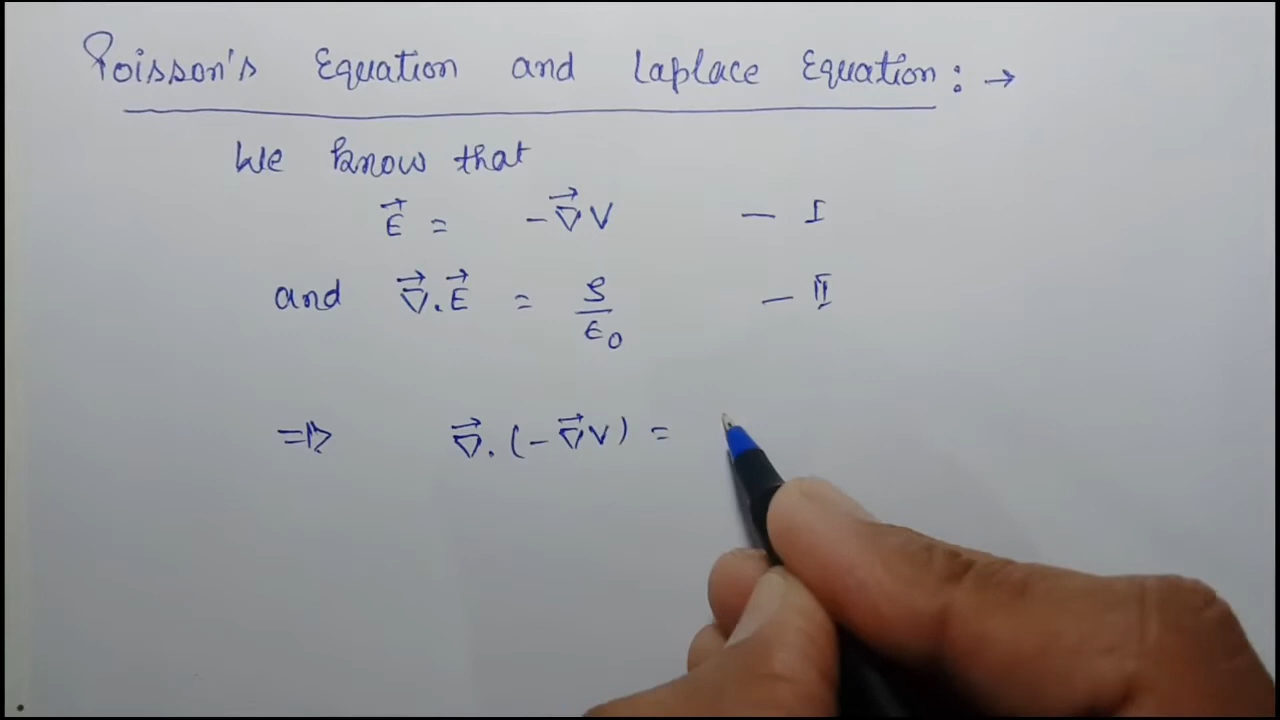 Poisson's Equation and Laplace Equation : →
We know that
E⃗ = -∇⃗V — I
and ∇⃗.E⃗ = ρ/ε₀ — II
=> ∇⃗.(-∇⃗V) =